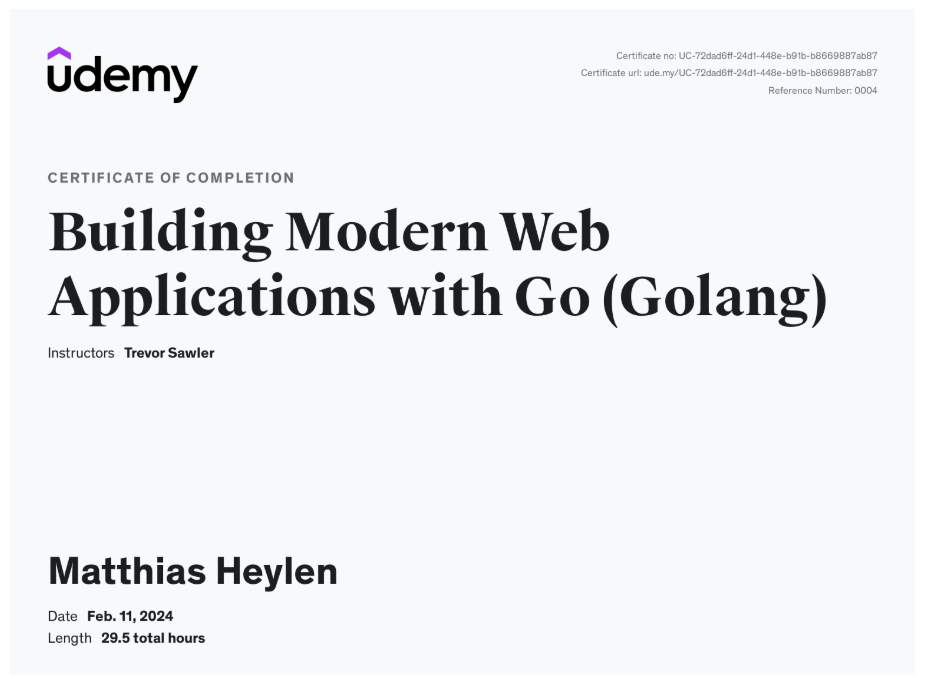 udemy
Certificate no: UC-72dad6ff-24d1-448e-b91b-b8669887ab87
Certificate url: ude.my/UC-72dad6ff-24d1-448e-b91b-b8669887ab87
Reference Number: 0004
CERTIFICATE OF COMPLETION
Building Modern Web
Applications with Go (Golang)
Instructors Trevor Sawler
Matthias Heylen
Date Feb. 11, 2024
Length 29.5 total hours